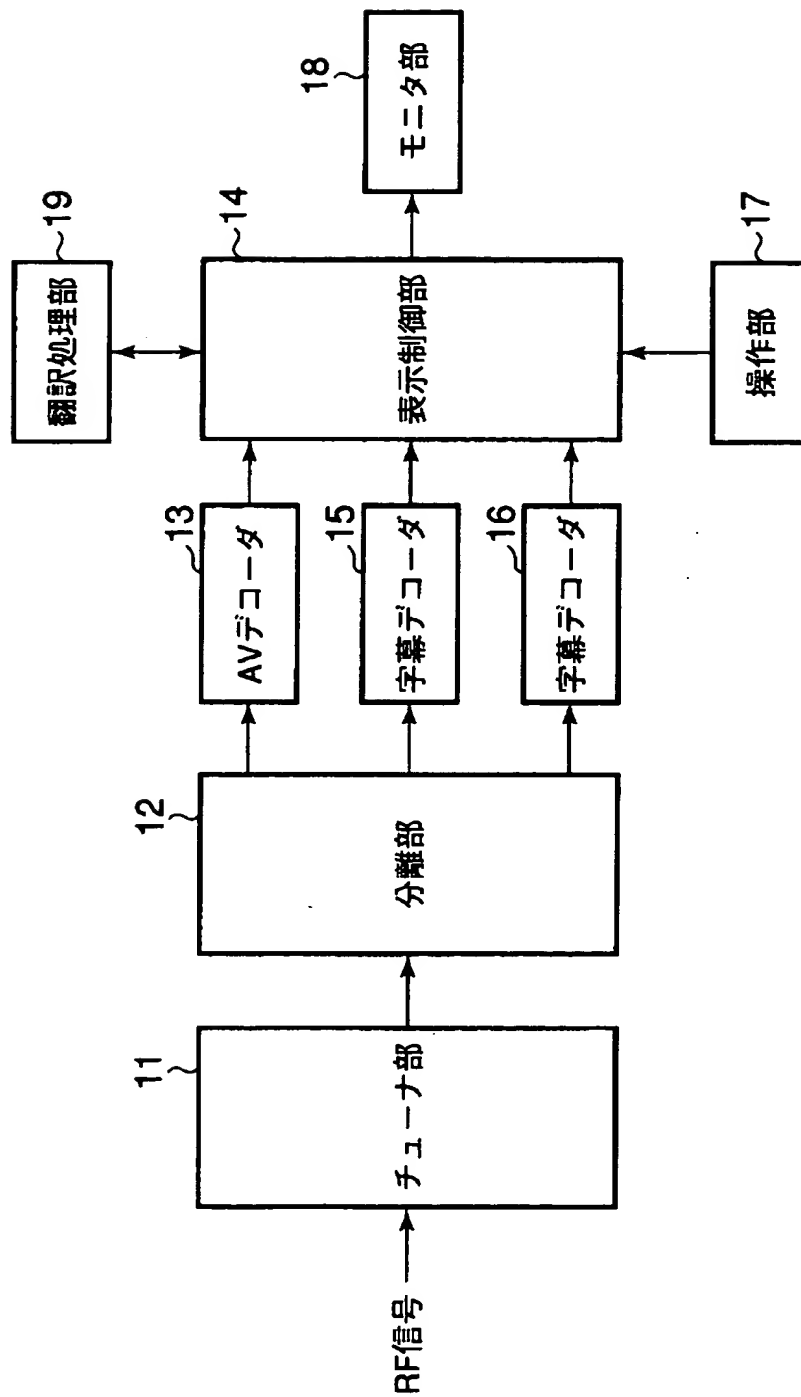 RF信号
11
チューナ部
12
分離部
13
AVデコーダ
15
字幕デコーダ
16
字幕デコーダ
14
表示制御部
19
翻訳処理部
17
操作部
18
モニタ部